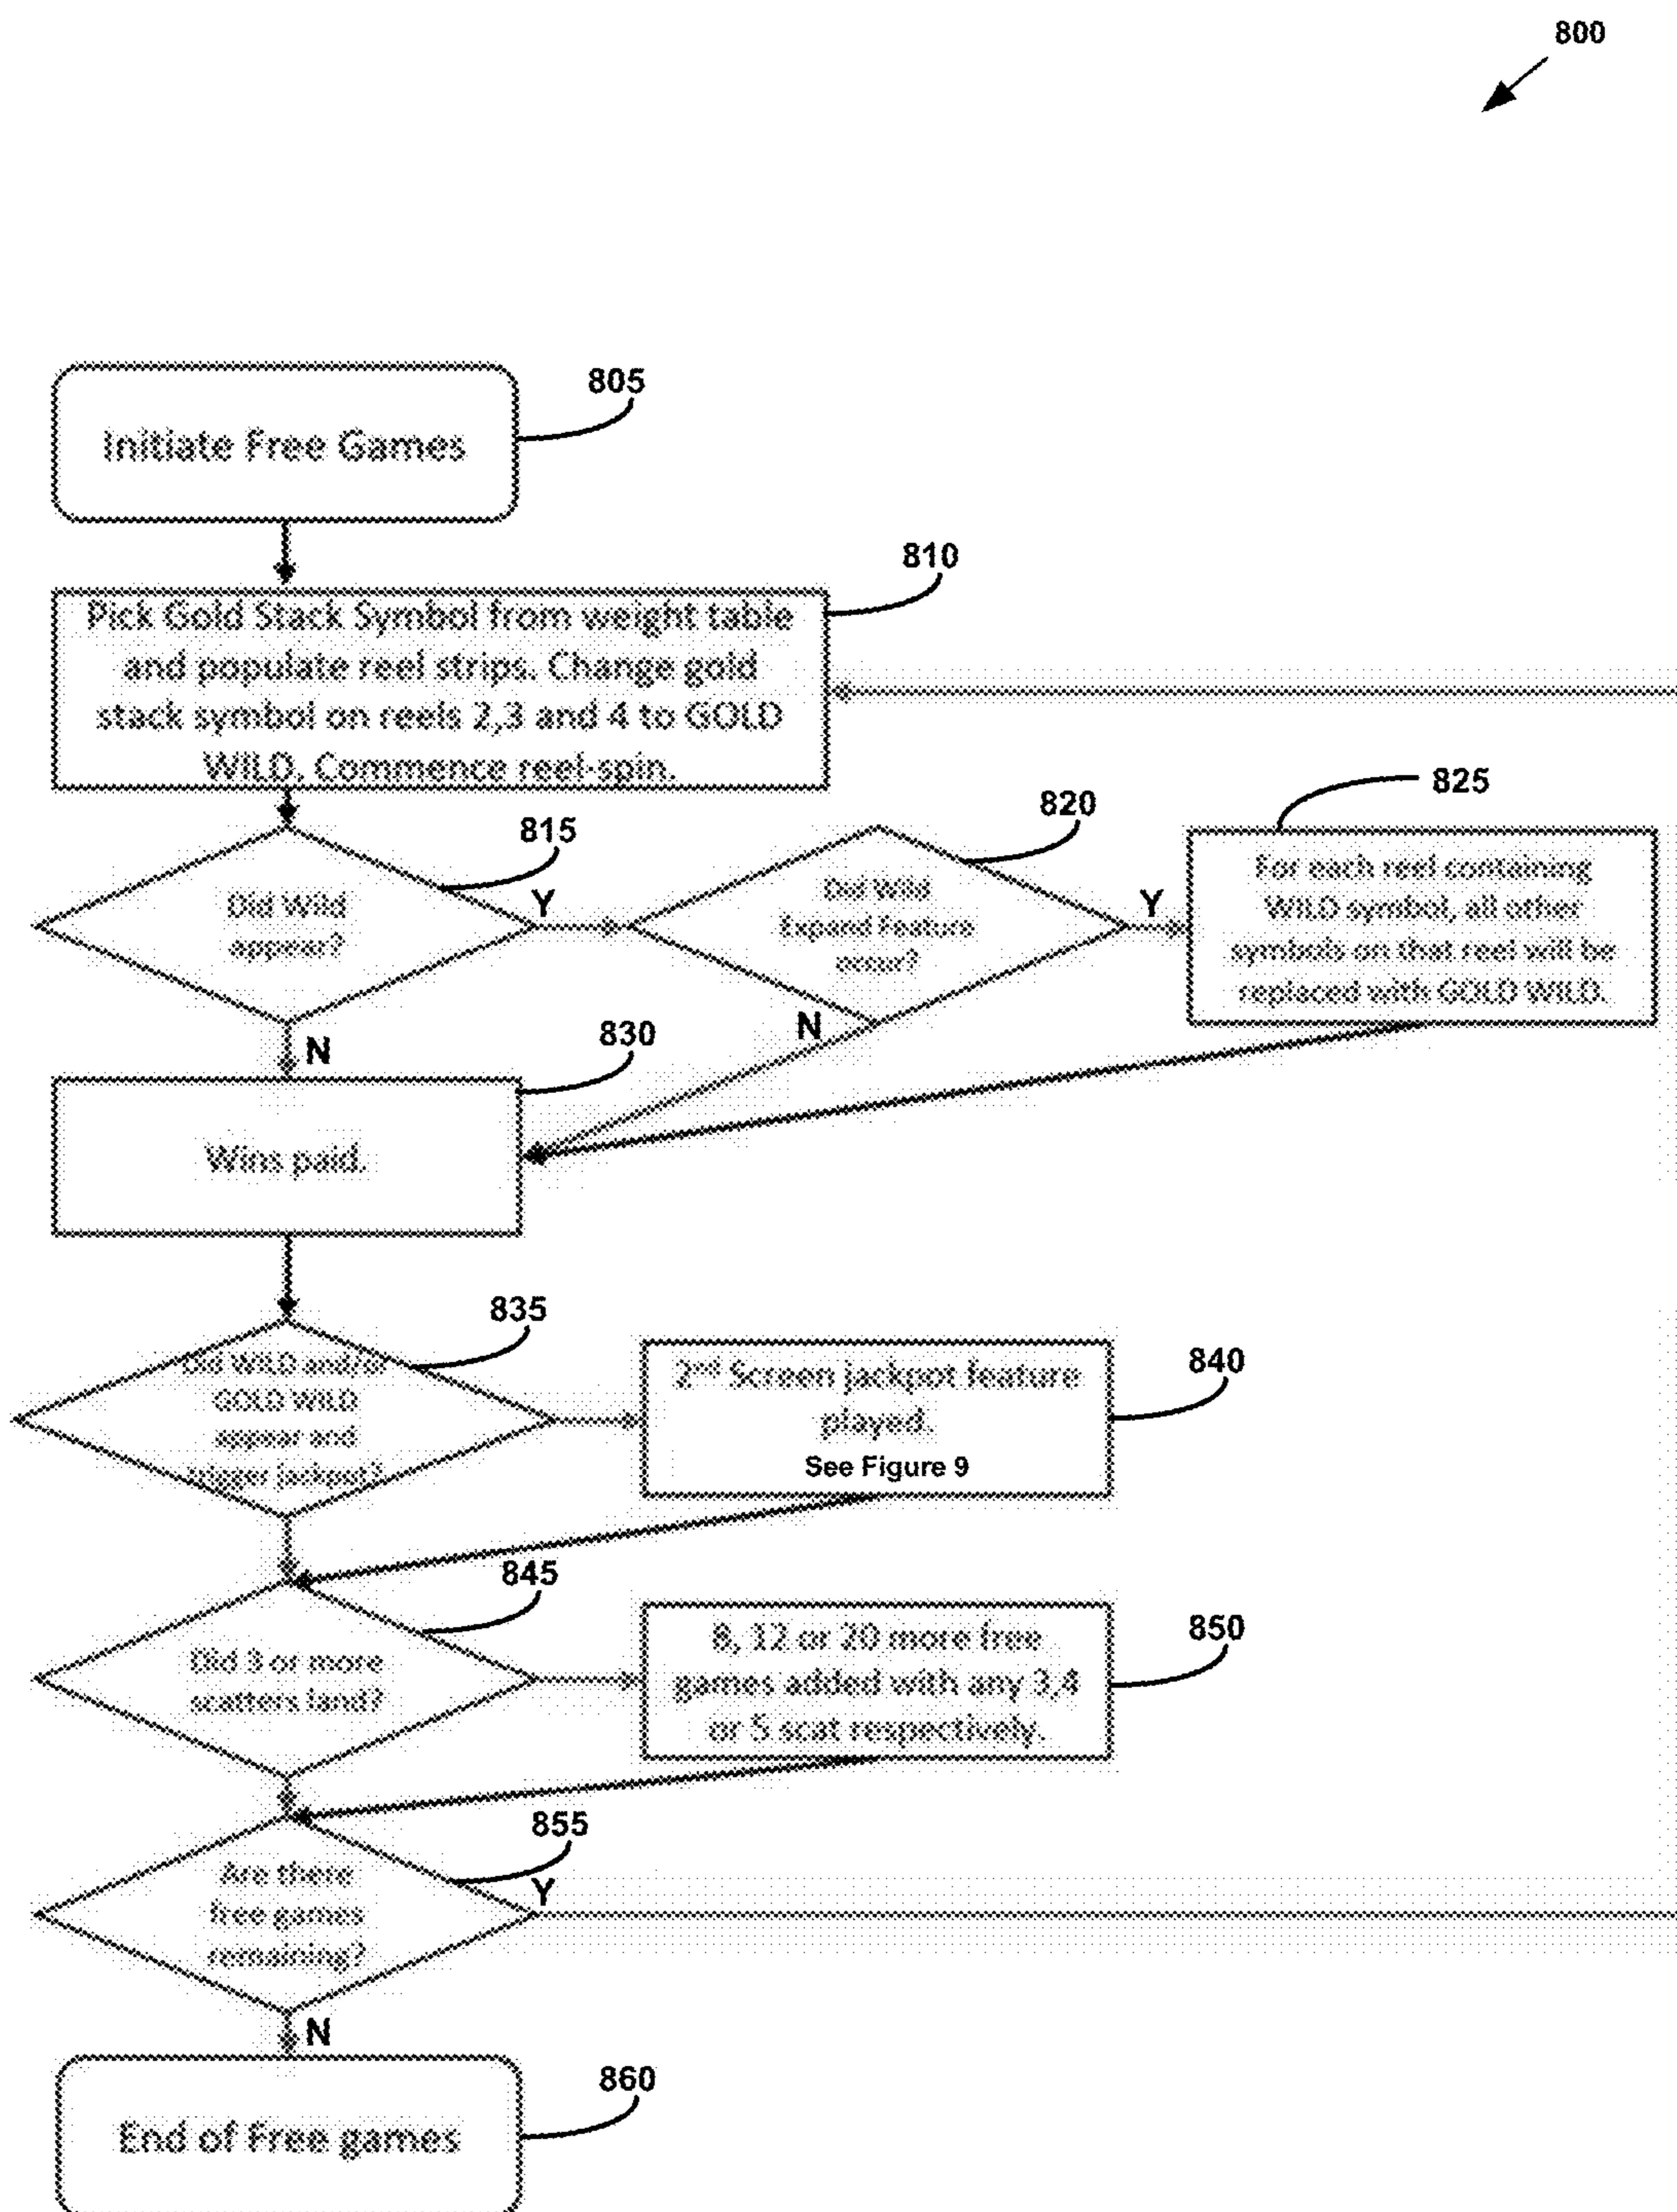 800
805
Initiate Free Games
810
Pick Gold Stack Symbol from weight table
and populate reel strips. Change gold
stack symbol on reels 2,3 and 4 to GOLD
WILD. Commence reel-spin.
815
Did Wild
appear?
Y
820
Did Wild
Expand Feature
occur?
Y
825
For each reel containing
WILD symbol, all other
symbols on that reel will be
replaced with GOLD WILD.
N
N
830
Wins paid.
835
Did WILD and/or
GOLD WILD
appear and
trigger jackpot?
840
2nd Screen jackpot feature
played.
See Figure 9
845
Did 3 or more
scatters land?
850
8, 12 or 20 more free
games added with any 3,4
or 5 scat respectively.
855
Are there
free games
remaining?
Y
N
860
End of Free games